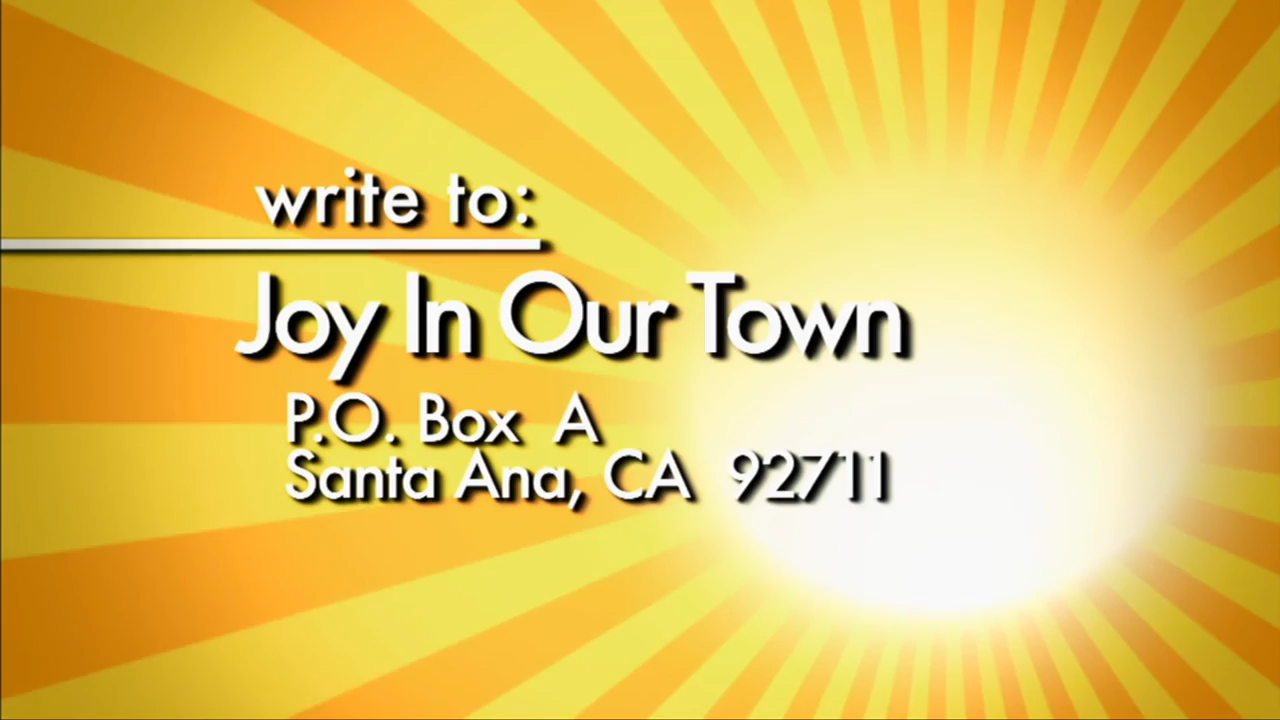 write to:
Joy In Our Town
P.O. Box A
Santa Ana, CA 92711